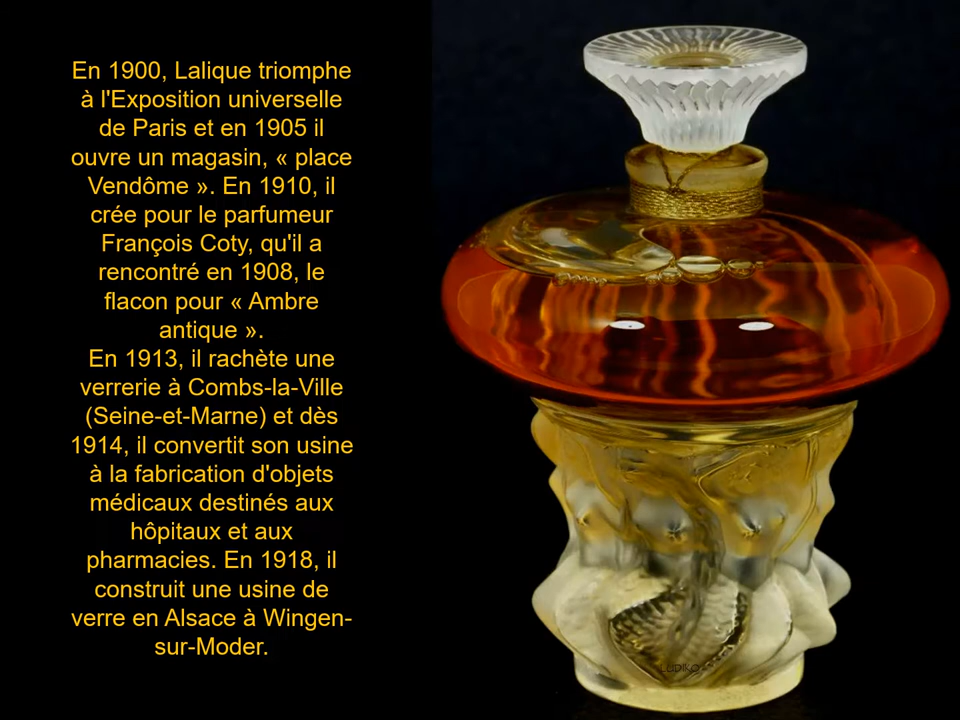 En 1900, Lalique triomphe
à l'Exposition universelle
de Paris et en 1905 il
ouvre un magasin, « place
Vendôme ». En 1910, il
crée pour le parfumeur
François Coty, qu'il a
rencontré en 1908, le
flacon pour « Ambre
antique ».
En 1913, il rachète une
verrerie à Combs-la-Ville
(Seine-et-Marne) et dès
1914, il convertit son usine
à la fabrication d'objets
médicaux destinés aux
hôpitaux et aux
pharmacies. En 1918, il
construit une usine de
verre en Alsace à Wingen-
sur-Moder.
LUDIKO